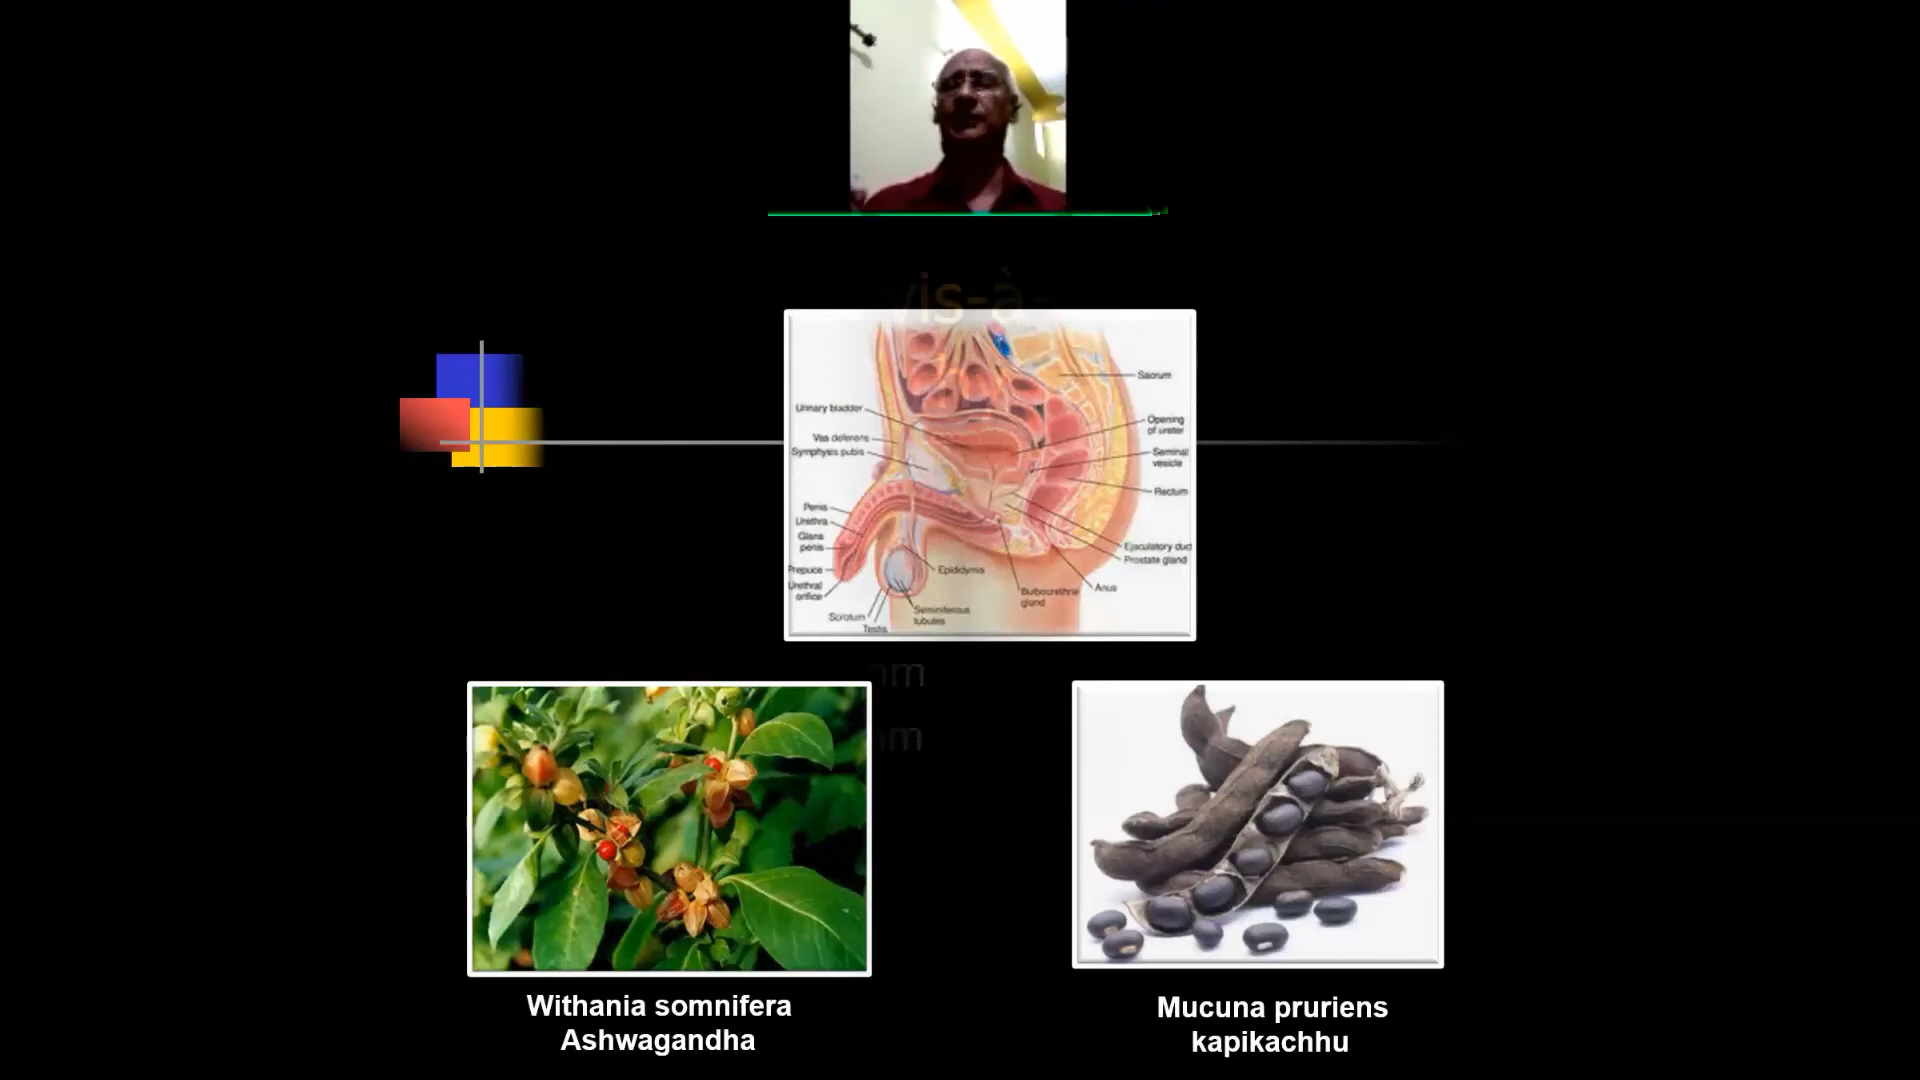 vis-à-
Sacrum
Urinary bladder
Opening
of ureter
Vas deferens
Symphysis pubis
Seminal
vesicle
Rectum
Penis
Urethra
Glans
penis
Ejaculatory duct
Prostate gland
Prepuce
Epididymis
Urethral
orifice
Bulbourethral
gland
Anus
Scrotum
Seminiferous
tubules
Testis
Withania somnifera
Ashwagandha
Mucuna pruriens
kapikachhu